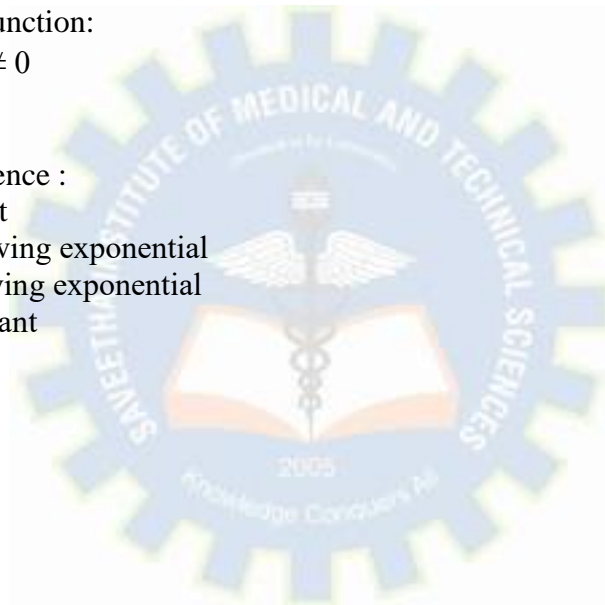 unction:
≠ 0
ence :
t
ving exponential
ving exponential
ant
SAVEETHA INSTITUTE OF MEDICAL AND TECHNICAL SCIENCES
2005
Knowledge Conquers All